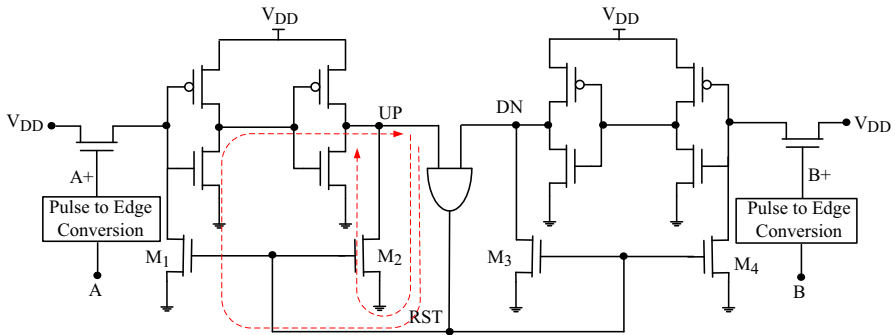 VDD
VDD
UP
DN
VDD
VDD
A+
B+
Pulse to Edge
Conversion
Pulse to Edge
Conversion
M1
M2
M3
M4
A
B
RST